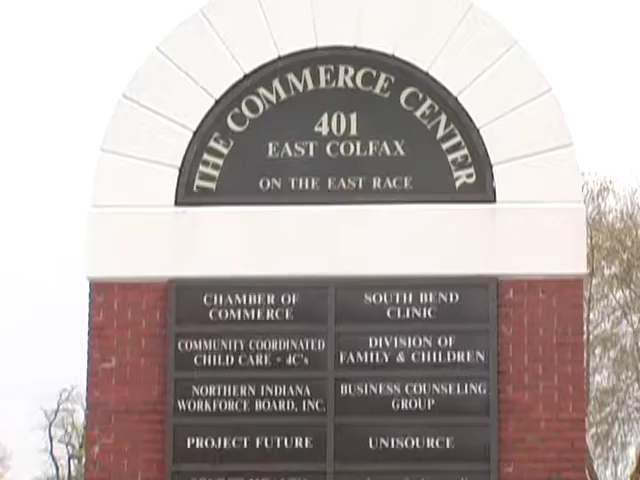 THE COMMERCE CENTER
401
EAST COLFAX
ON THE EAST RACE
CHAMBER OF
COMMERCE
SOUTH BEND
CLINIC
COMMUNITY COORDINATED
CHILD CARE - 4C's
DIVISION OF
FAMILY & CHILDREN
NORTHERN INDIANA
WORKFORCE BOARD, INC.
BUSINESS COUNSELING
GROUP
PROJECT FUTURE
UNISOURCE